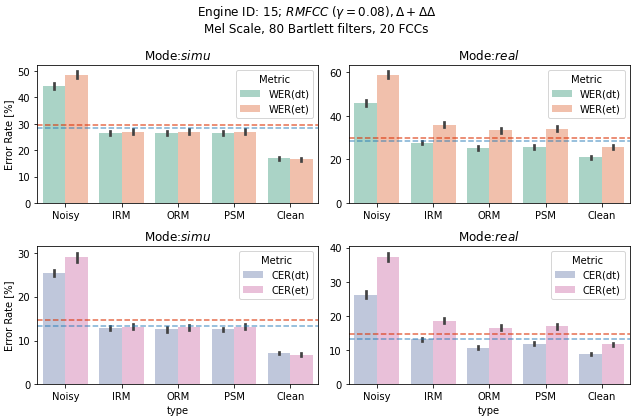 Engine ID: 15; RMFCC (γ = 0.08), Δ + ΔΔ
Mel Scale, 80 Bartlett filters, 20 FCCs
Mode:simu
Error Rate [%]
50
40
30
20
10
0
Metric
WER(dt)
WER(et)
Noisy IRM ORM PSM Clean
Mode:real
60
40
20
0
Metric
WER(dt)
WER(et)
Noisy IRM ORM PSM Clean
Mode:simu
Error Rate [%]
30
20
10
0
Metric
CER(dt)
CER(et)
Noisy IRM ORM PSM Clean
type
Mode:real
40
30
20
10
0
Metric
CER(dt)
CER(et)
Noisy IRM ORM PSM Clean
type